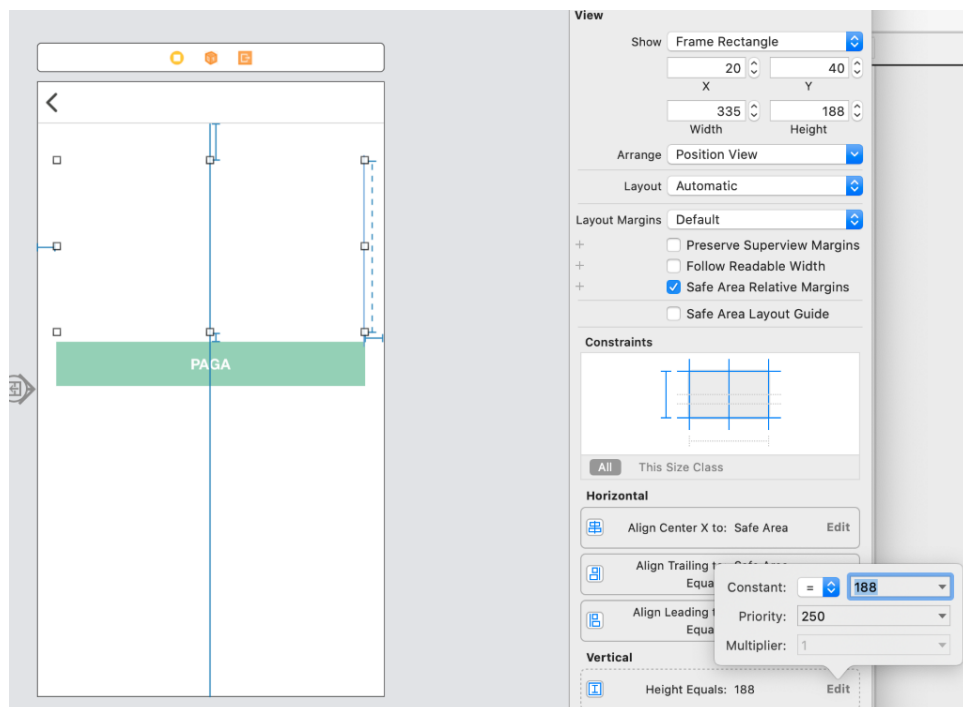 View
Show Frame Rectangle
20 40
X Y
335 188
Width Height
Arrange Position View
Layout Automatic
Layout Margins Default
Preserve Superview Margins
Follow Readable Width
Safe Area Relative Margins
Safe Area Layout Guide
Constraints
PAGA
All This Size Class
Horizontal
Align Center X to: Safe Area Edit
Align Trailing
Equa
Align Leading
Equa
Constant: = 188
Priority: 250
Multiplier: 1
Vertical
Height Equals: 188 Edit